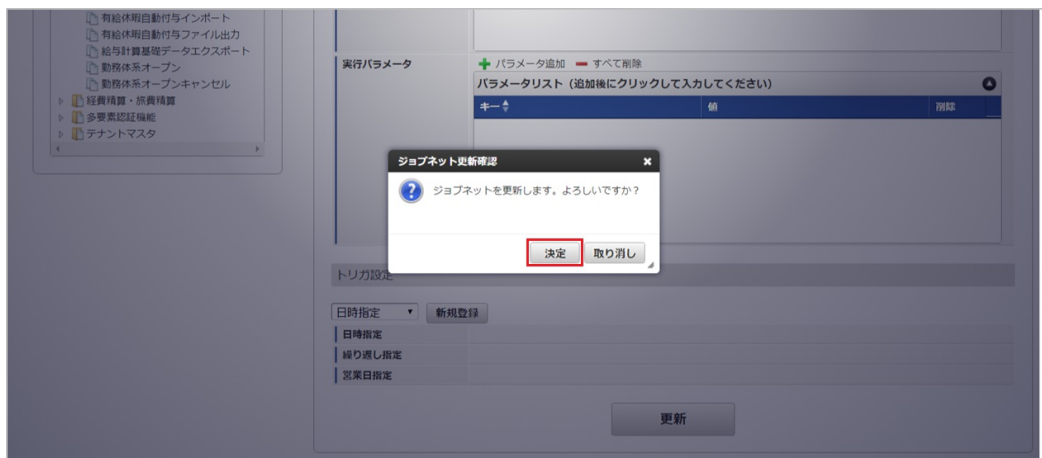 有給休暇自動付与インポート
有給休暇自動付与ファイル出力
給与計算基礎データエクスポート
勤務体系オープン
勤務体系オープンキャンセル
経費精算・旅費精算
多要素認証機能
テナントマスタ
実行パラメータ
パラメータ追加 すべて削除
パラメータリスト（追加後にクリックして入力してください）
キー 値 削除
ジョブネット更新確認
ジョブネットを更新します。よろしいですか？
決定 取り消し
トリガ設定
日時指定 新規登録
日時指定
繰り返し指定
営業日指定
更新